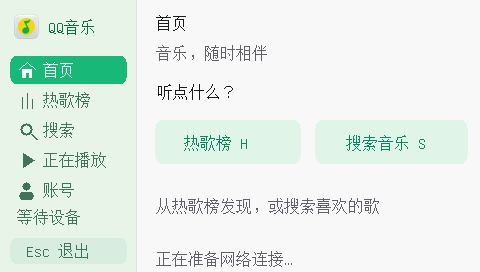 QQ音乐
首页
热歌榜
搜索
正在播放
账号
等待设备
Esc 退出
首页
音乐，随时相伴
听点什么？
热歌榜 H
搜索音乐 S
从热歌榜发现，或搜索喜欢的歌
正在准备网络连接…